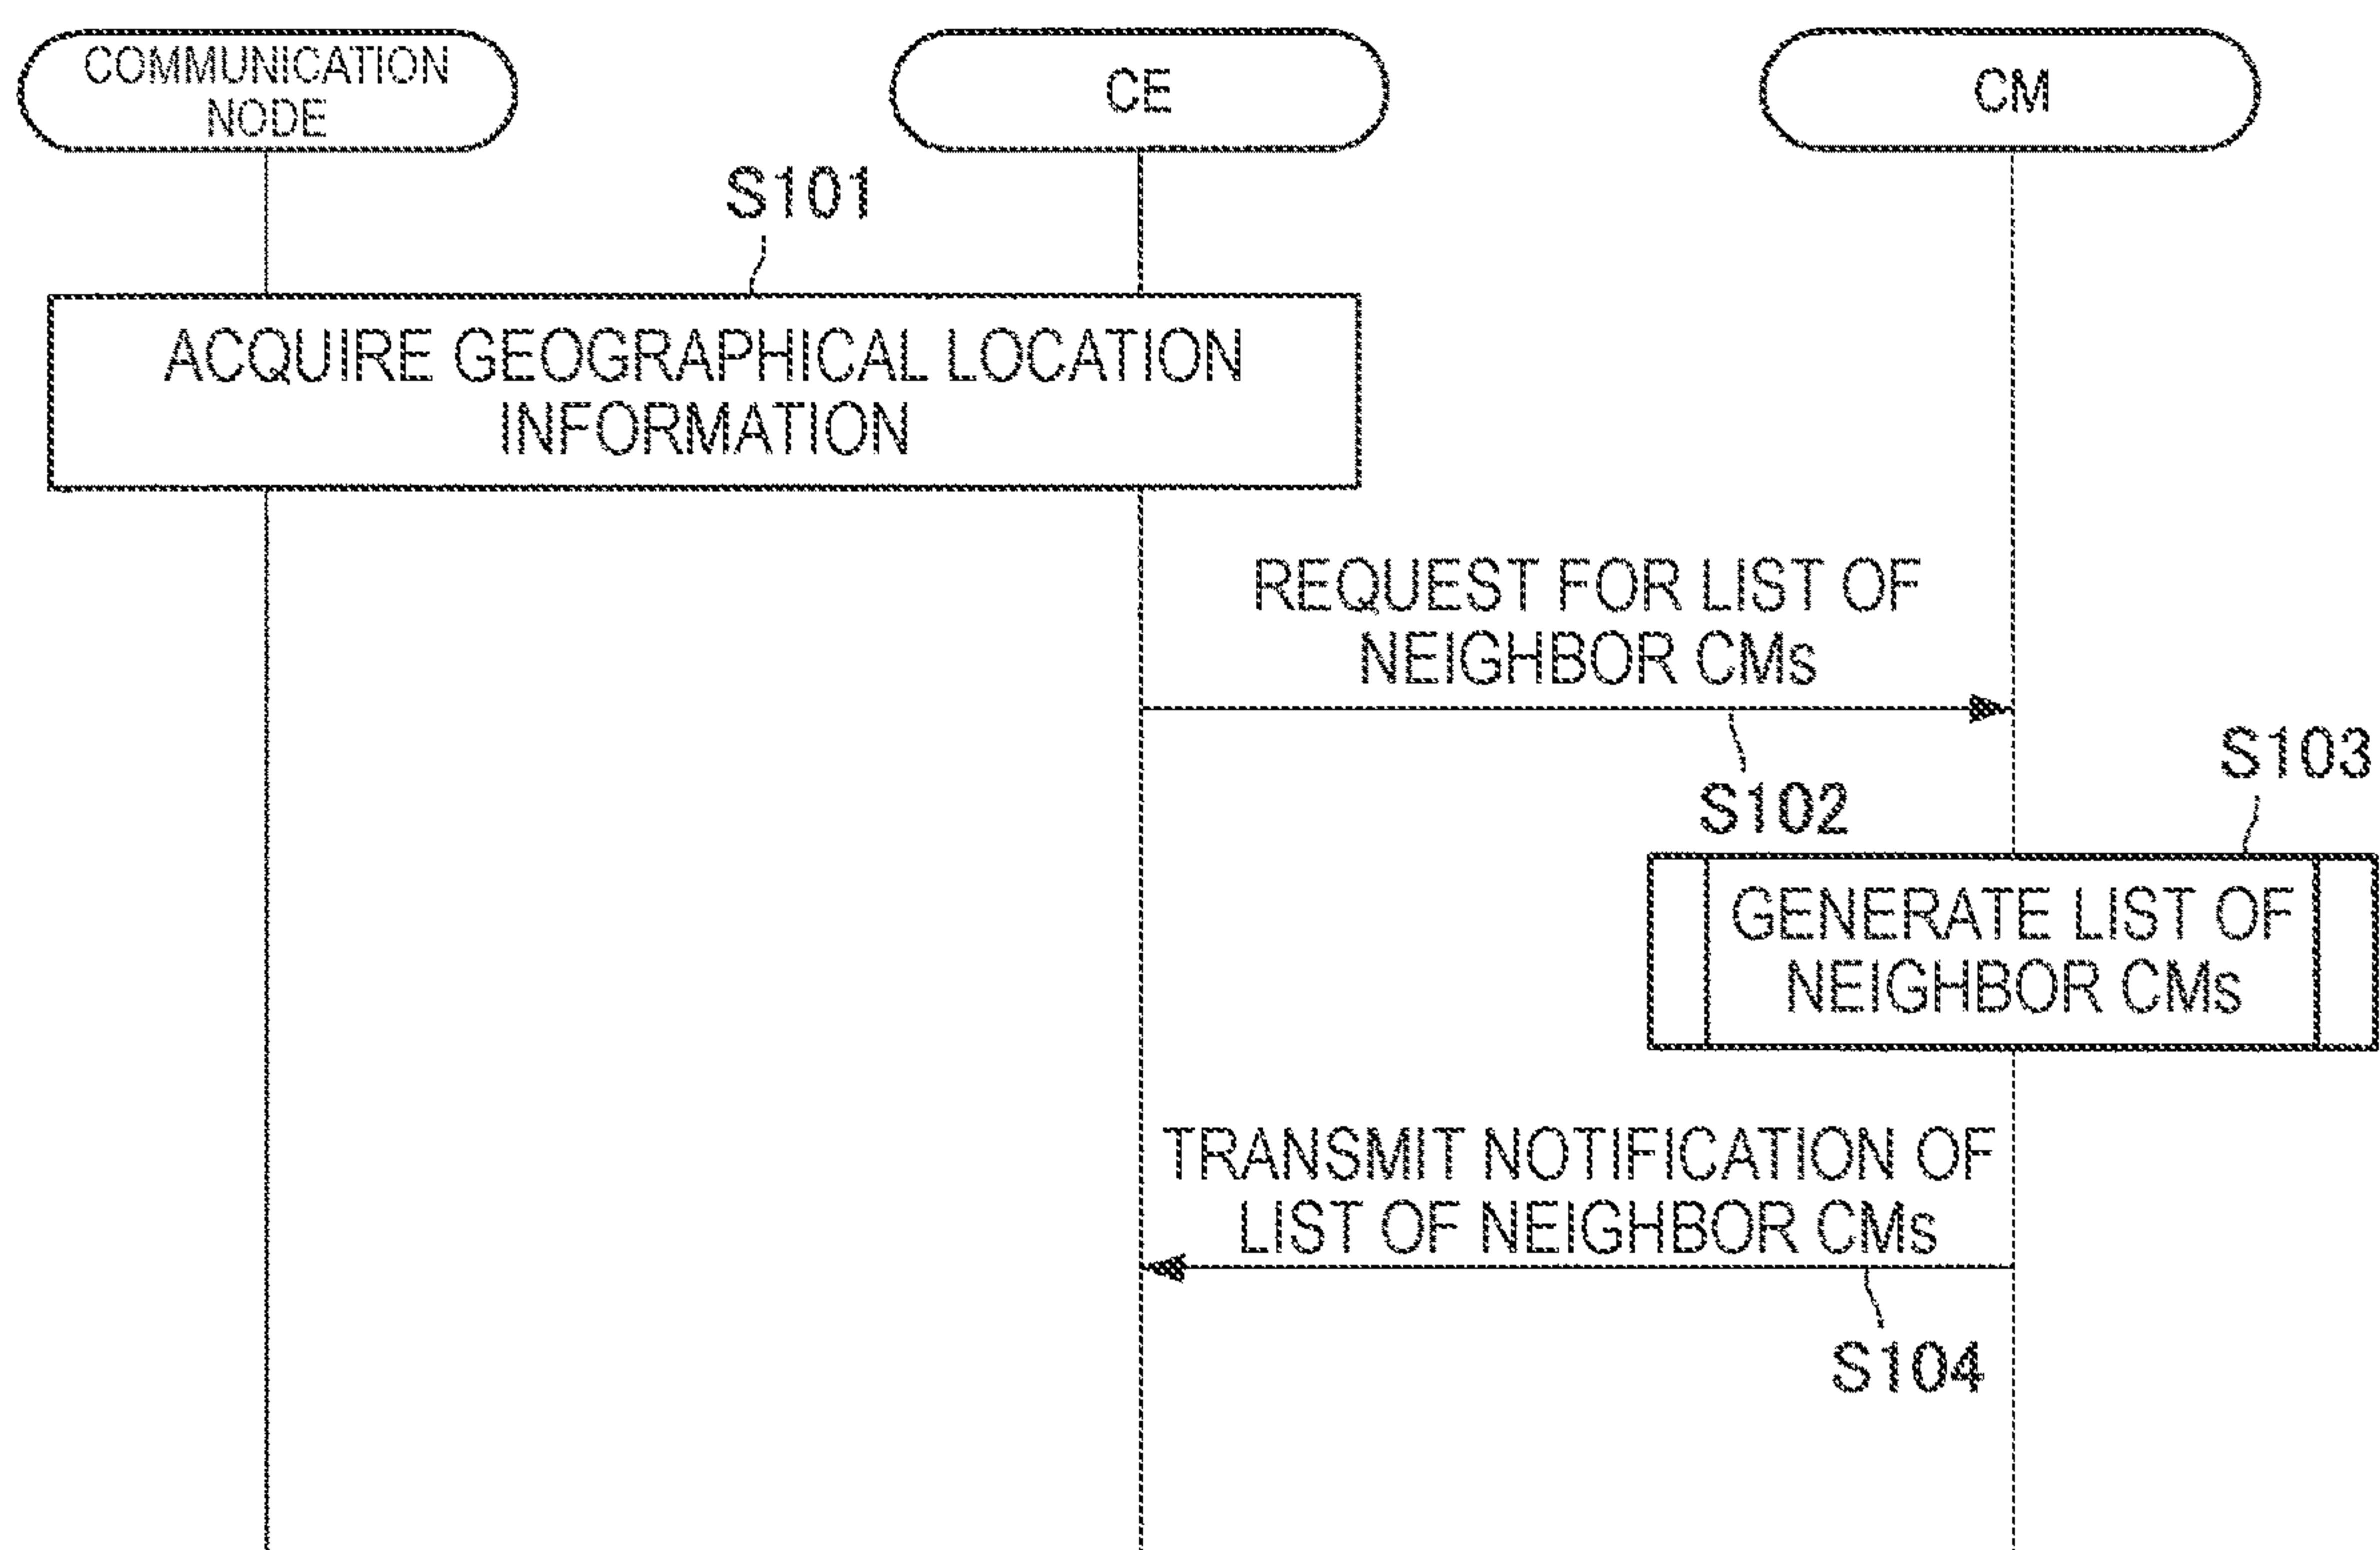 COMMUNICATION
NODE
CE
CM
S101
ACQUIRE GEOGRAPHICAL LOCATION
INFORMATION
REQUEST FOR LIST OF
NEIGHBOR CMs
S102
S103
GENERATE LIST OF
NEIGHBOR CMs
TRANSMIT NOTIFICATION OF
LIST OF NEIGHBOR CMs
S104